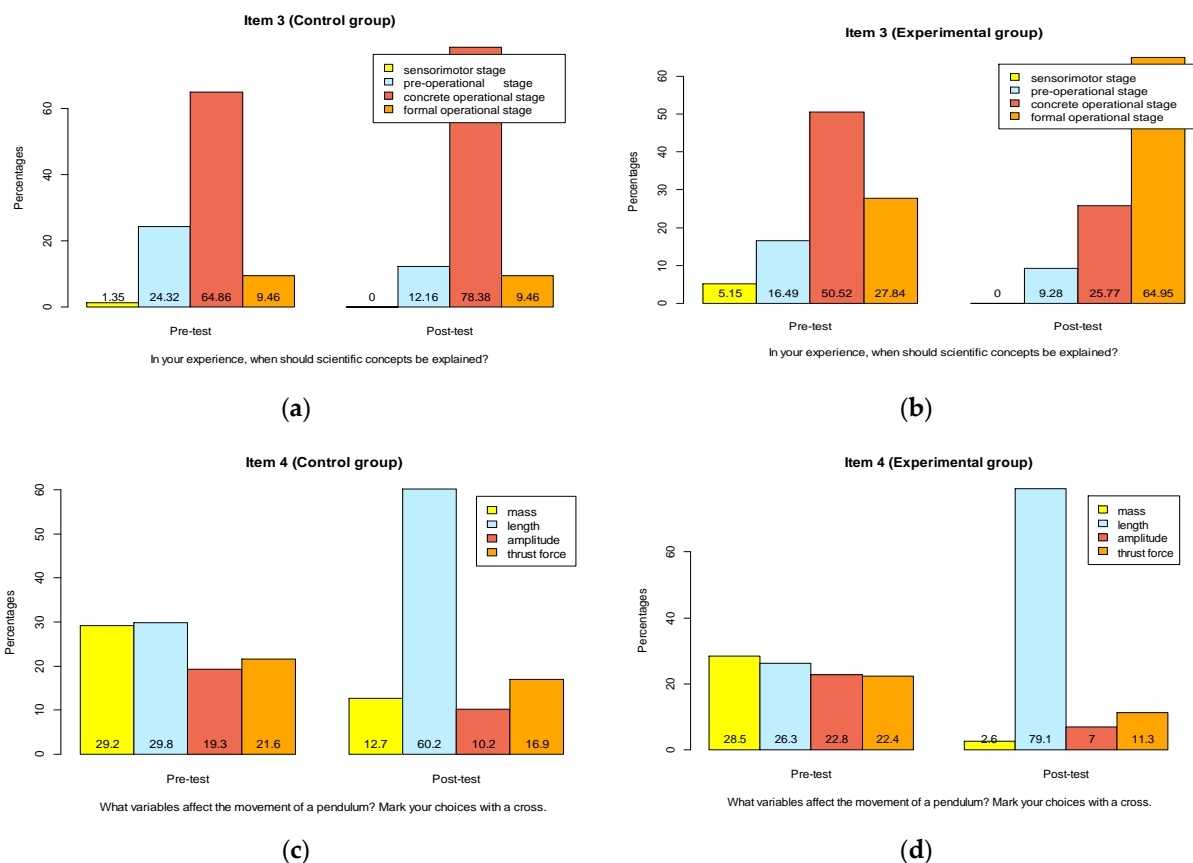 Item 3 (Control group)
sensorimotor stage
pre-operational stage
concrete operational stage
formal operational stage
Percentages
60
40
20
0
1.35 24.32 64.86 9.46 0 12.16 78.38 9.46
Pre-test Post-test
In your experience, when should scientific concepts be explained?
(a)
Item 3 (Experimental group)
sensorimotor stage
pre-operational stage
concrete operational stage
formal operational stage
Percentages
60
50
40
30
20
10
0
5.15 16.49 50.52 27.84 0 9.28 25.77 64.95
Pre-test Post-test
In your experience, when should scientific concepts be explained?
(b)
Item 4 (Control group)
mass
length
amplitude
thrust force
Percentages
60
50
40
30
20
10
0
29.2 29.8 19.3 21.6 12.7 60.2 10.2 16.9
Pre-test Post-test
What variables affect the movement of a pendulum? Mark your choices with a cross.
(c)
Item 4 (Experimental group)
mass
length
amplitude
thrust force
Percentages
60
40
20
0
28.5 26.3 22.8 22.4 2.6 79.1 7 11.3
Pre-test Post-test
What variables affect the movement of a pendulum? Mark your choices with a cross.
(d)